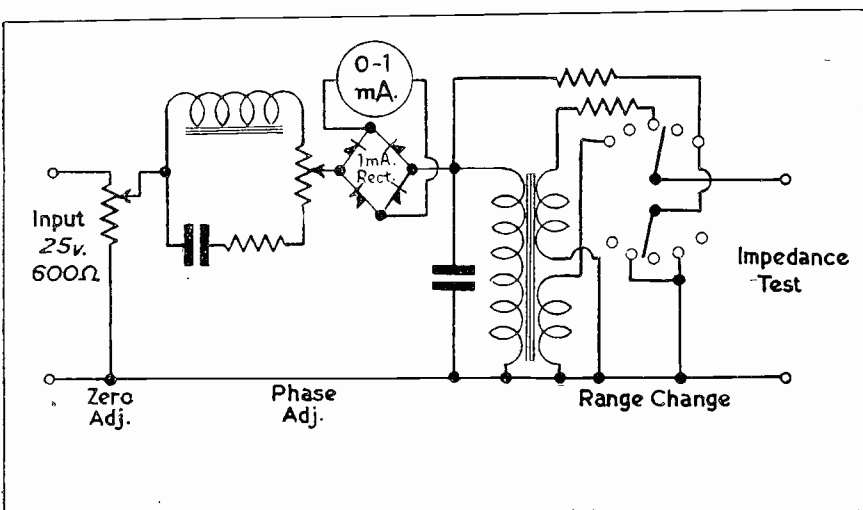 0-1
mA.
1mA.
Rect.
Input
25v.
600Ω
Impedance
Test
Zero
Adj.
Phase
Adj.
Range Change